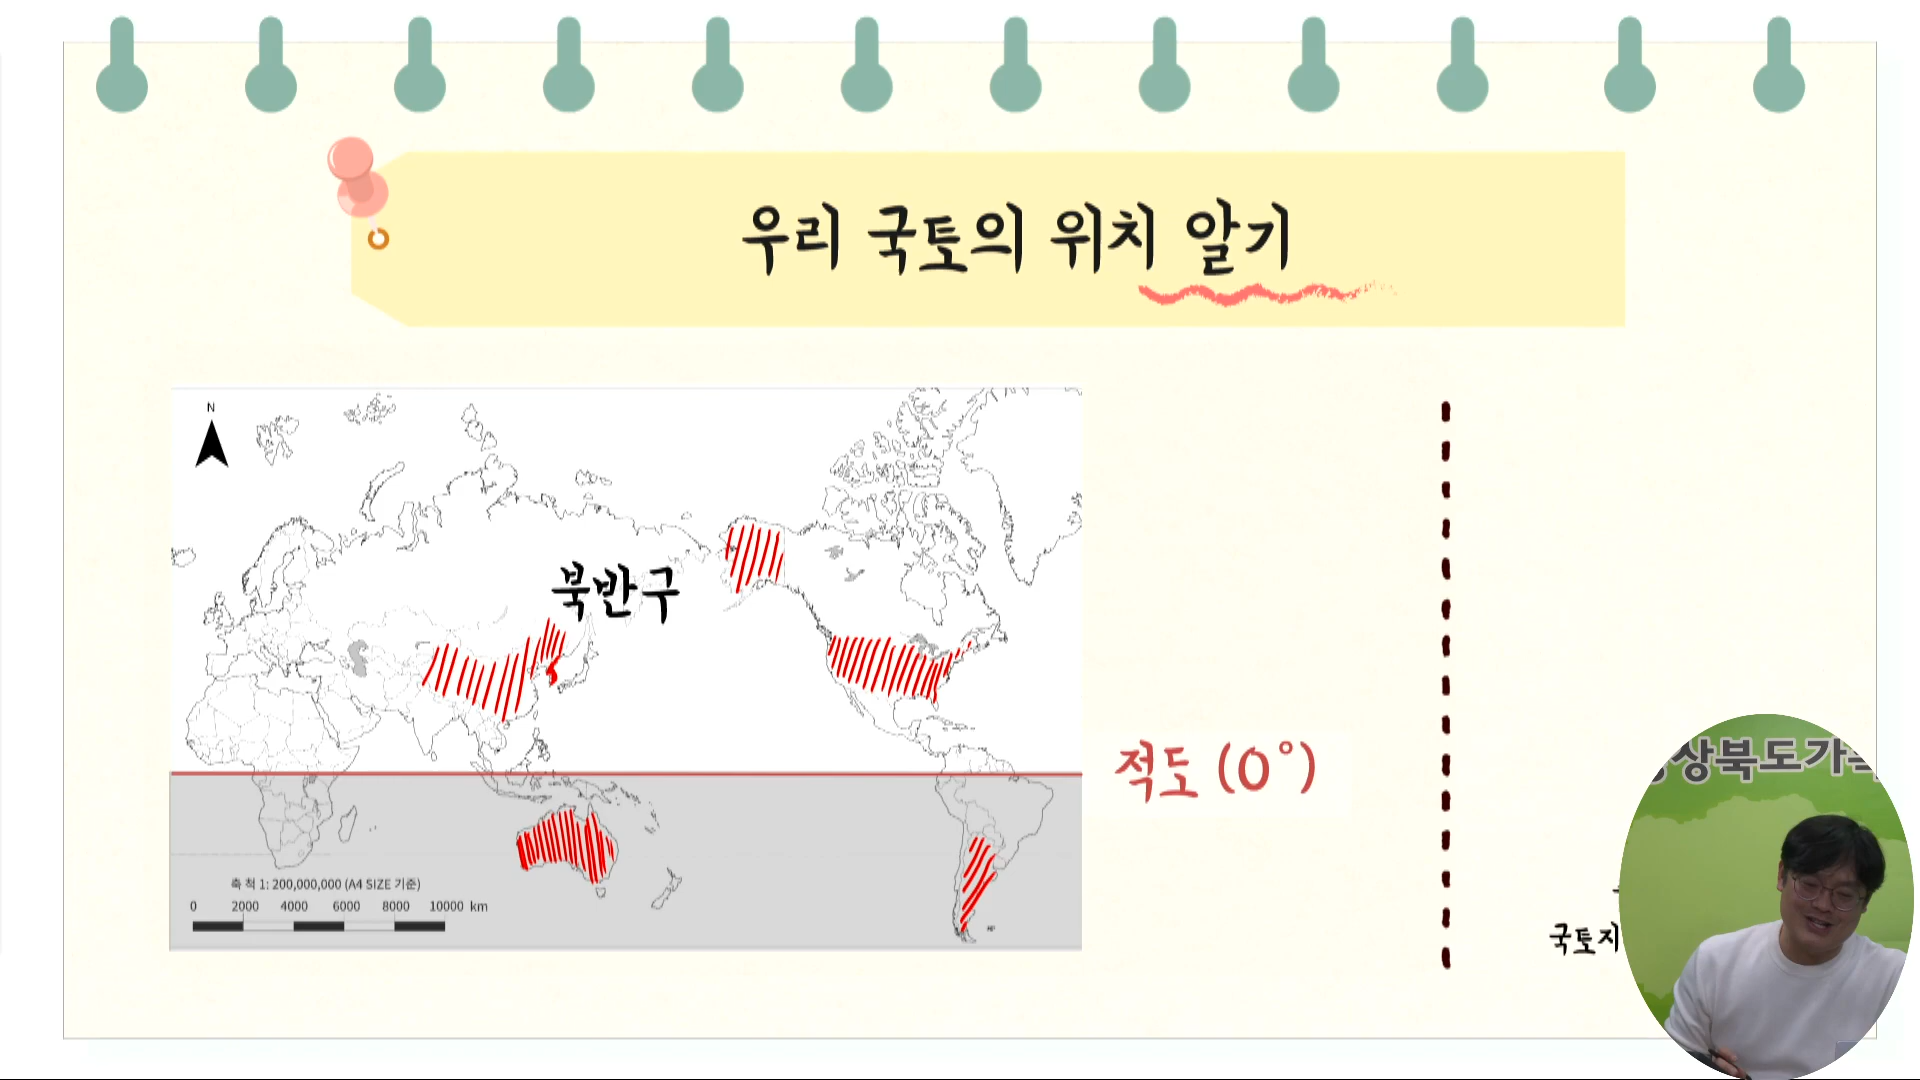 우리 국토의 위치 알기
N
북반구
적도 (0°)
축 척 1: 200,000,000 (A4 SIZE 기준)
0 2000 4000 6000 8000 10000 km
상북도가
국토지